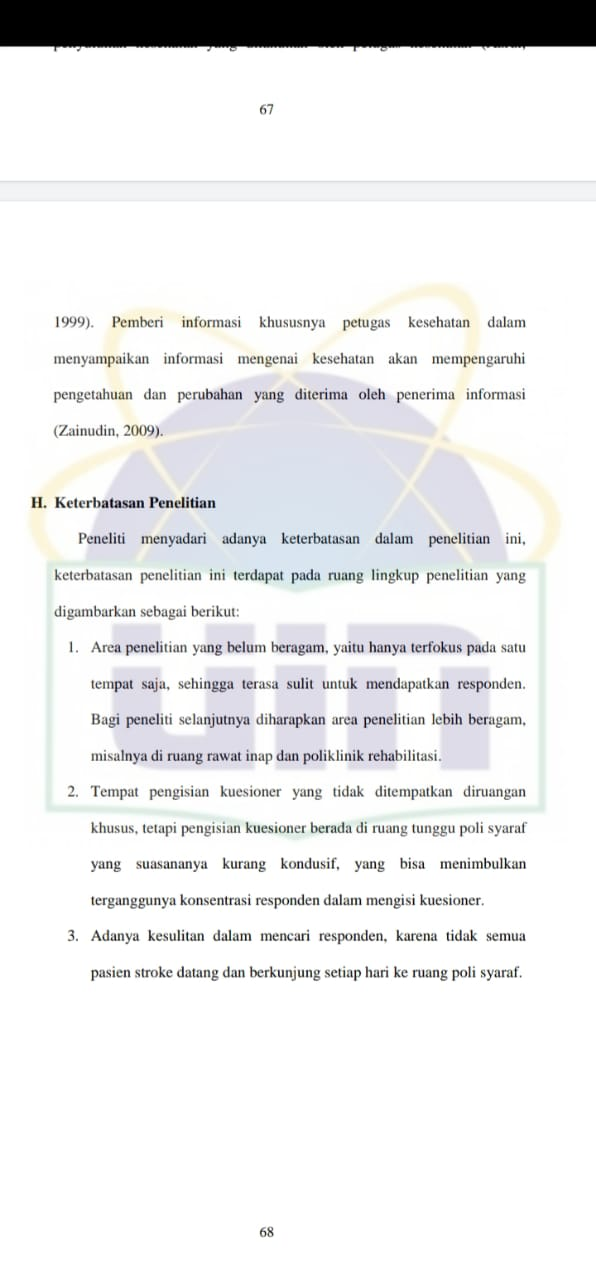 67
1999). Pemberi informasi khususnya petugas kesehatan dalam
menyampaikan informasi mengenai kesehatan akan mempengaruhi
pengetahuan dan perubahan yang diterima oleh penerima informasi
(Zainudin, 2009).
H. Keterbatasan Penelitian
Peneliti menyadari adanya keterbatasan dalam penelitian ini,
keterbatasan penelitian ini terdapat pada ruang lingkup penelitian yang
digambarkan sebagai berikut:
1. Area penelitian yang belum beragam, yaitu hanya terfokus pada satu
tempat saja, sehingga terasa sulit untuk mendapatkan responden.
Bagi peneliti selanjutnya diharapkan area penelitian lebih beragam,
misalnya di ruang rawat inap dan poliklinik rehabilitasi.
2. Tempat pengisian kuesioner yang tidak ditempatkan diruangan
khusus, tetapi pengisian kuesioner berada di ruang tunggu poli syaraf
yang suasananya kurang kondusif, yang bisa menimbulkan
terganggunya konsentrasi responden dalam mengisi kuesioner.
3. Adanya kesulitan dalam mencari responden, karena tidak semua
pasien stroke datang dan berkunjung setiap hari ke ruang poli syaraf.
uin
68